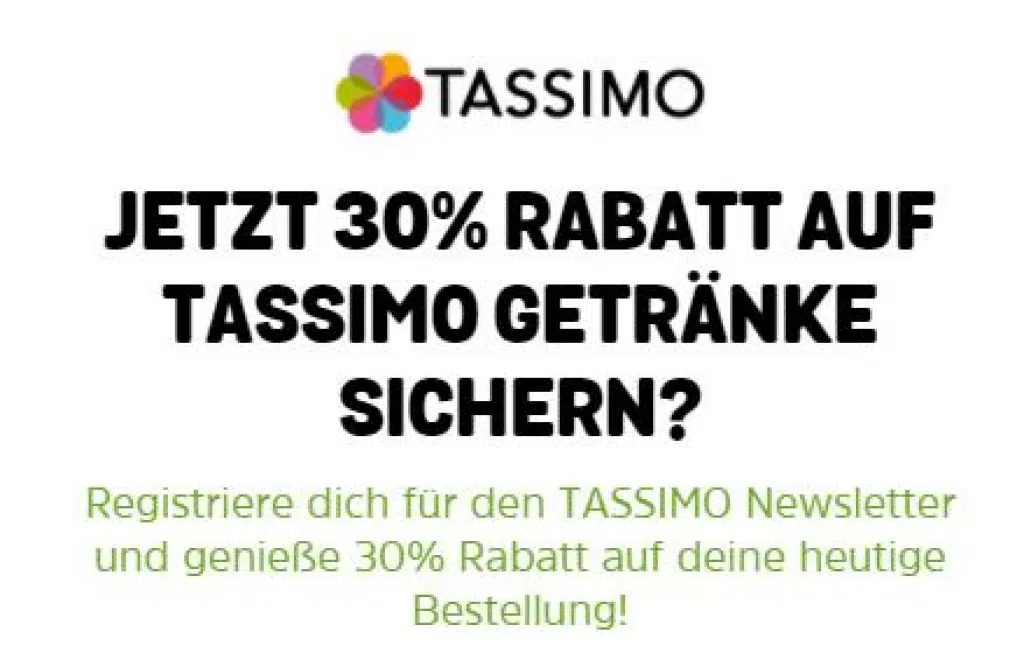 TASSIMO
JETZT 30% RABATT AUF
TASSIMO GETRÄNKE
SICHERN?
Registriere dich für den TASSIMO Newsletter
und genieße 30% Rabatt auf deine heutige
Bestellung!